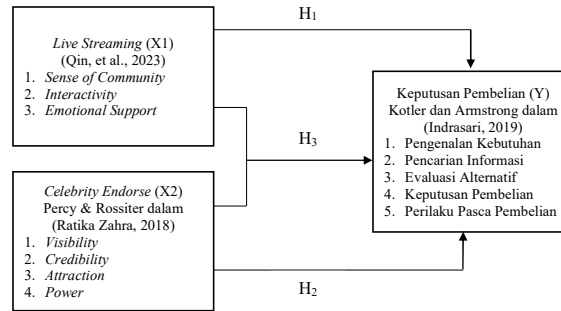 H1
Live Streaming (X1)
(Qin, et al., 2023)
1. Sense of Community
2. Interactivity
3. Emotional Support
H3
Keputusan Pembelian (Y)
Kotler dan Armstrong dalam
(Indrasari, 2019)
1. Pengenalan Kebutuhan
2. Pencarian Informasi
3. Evaluasi Alternatif
4. Keputusan Pembelian
5. Perilaku Pasca Pembelian
Celebrity Endorse (X2)
Percy & Rossiter dalam
(Ratika Zahra, 2018)
1. Visibility
2. Credibility
3. Attraction
4. Power
H2